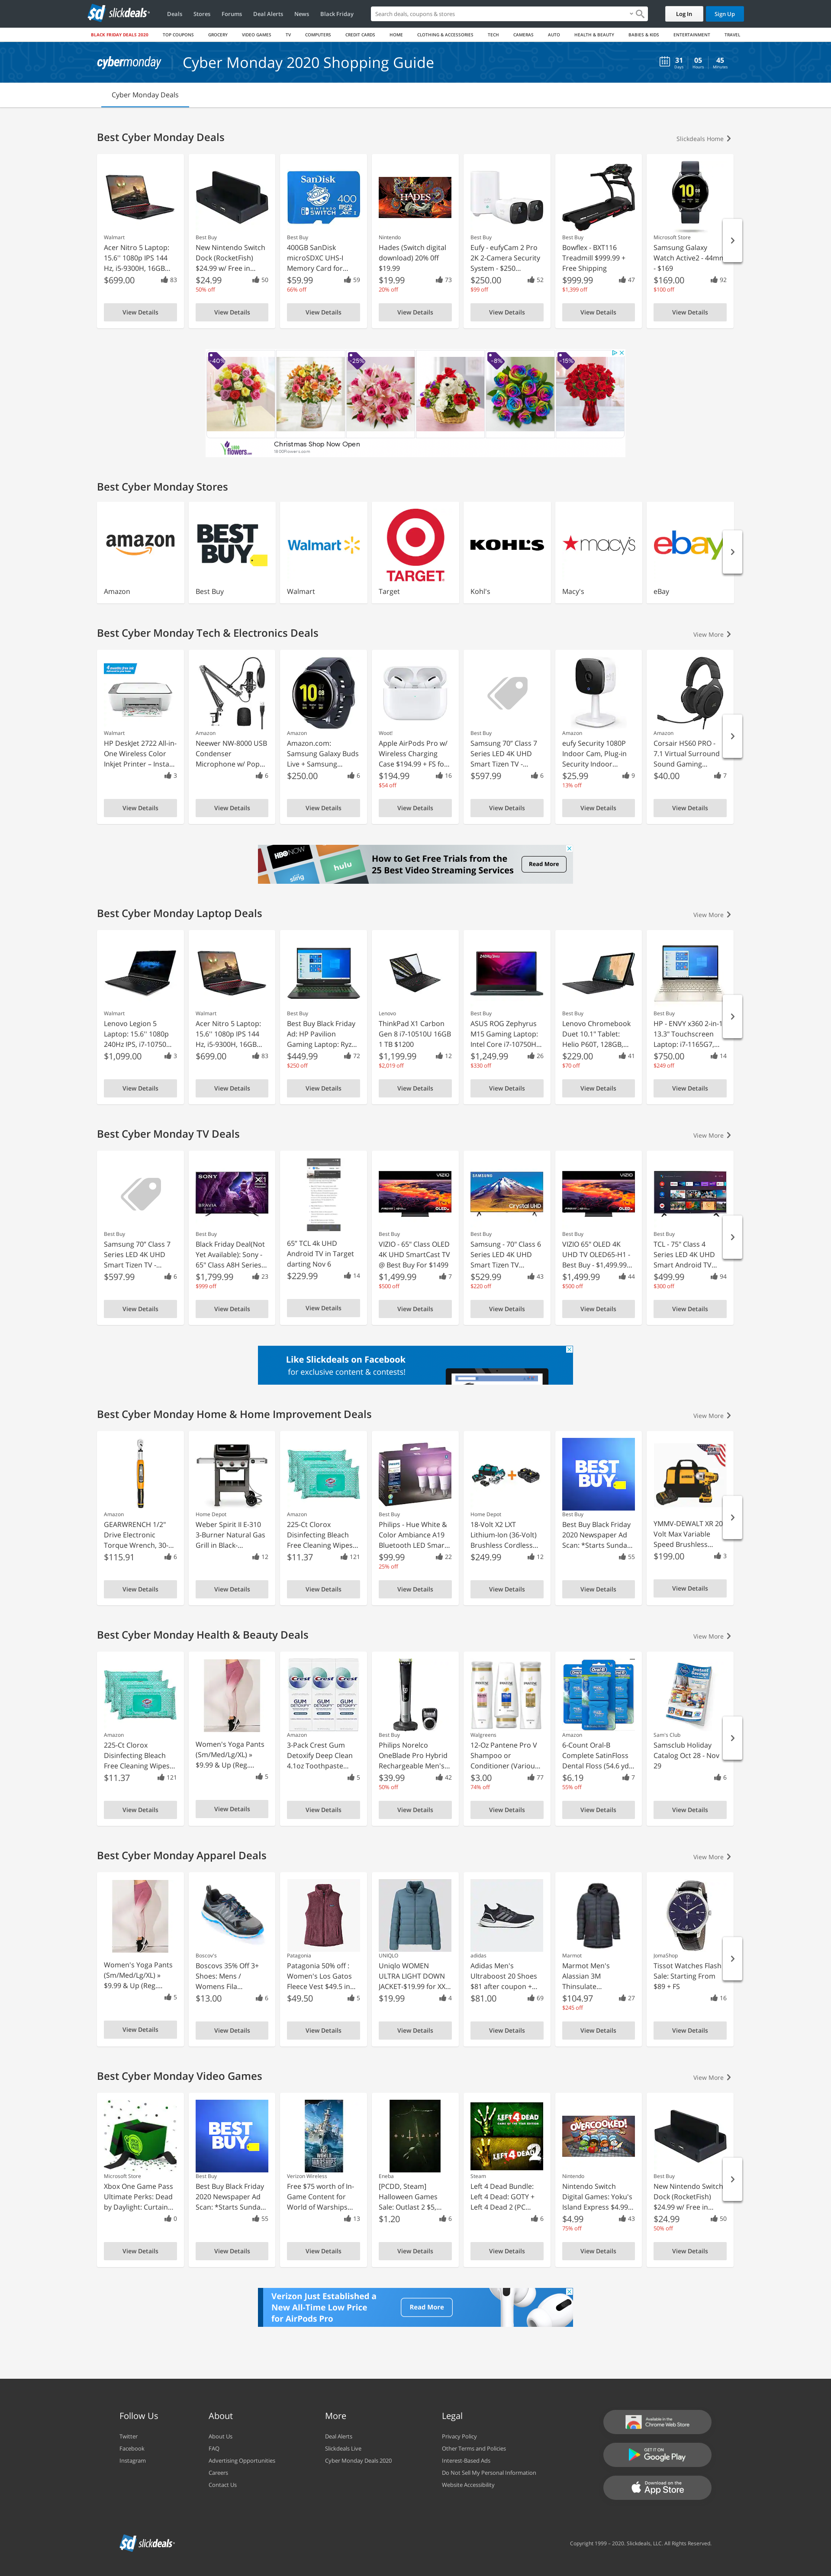 slickdeals
Deals
Stores
Forums
Deal Alerts
News
Black Friday
Search deals, coupons & stores
Log In
Sign Up
BLACK FRIDAY DEALS 2020
TOP COUPONS
GROCERY
VIDEO GAMES
TV
COMPUTERS
CREDIT CARDS
HOME
CLOTHING & ACCESSORIES
TECH
CAMERAS
AUTO
HEALTH & BEAUTY
BABIES & KIDS
ENTERTAINMENT
TRAVEL
cybermonday
Cyber Monday 2020 Shopping Guide
31 05 45
Days Hours Minutes
Cyber Monday Deals
Best Cyber Monday Deals
Slickdeals Home
Walmart
Acer Nitro 5 Laptop:
15.6'' 1080p IPS 144
Hz, i5-9300H, 16GB...
$699.00 83
View Details
Best Buy
New Nintendo Switch
Dock (RocketFish)
$24.99 w/ Free in...
$24.99 50
50% off
View Details
SanDisk
NINTENDO SWITCH
400
Best Buy
400GB SanDisk
microSDXC UHS-I
Memory Card for...
$59.99 59
66% off
View Details
HADES
Nintendo
Hades (Switch digital
download) 20% 0ff
$19.99
$19.99 73
20% off
View Details
Best Buy
Eufy - eufyCam 2 Pro
2K 2-Camera Security
System - $250...
$250.00 52
$99 off
View Details
Best Buy
Bowflex - BXT116
Treadmill $999.99 +
Free Shipping
$999.99 47
$1,399 off
View Details
Microsoft Store
Samsung Galaxy
Watch Active2 - 44mm
- $169
$169.00 92
$100 off
View Details
-40%
-25%
-8%
-15%
flowers.com
Christmas Shop Now Open
1800flowers.com
Best Cyber Monday Stores
amazon
Amazon
BEST BUY
Best Buy
Walmart
Walmart
TARGET
Target
KOHL'S
Kohl's
macy's
Macy's
ebay
eBay
Best Cyber Monday Tech & Electronics Deals
View More
Walmart
HP DeskJet 2722 All-in-
One Wireless Color
Inkjet Printer – Insta...
3
View Details
Amazon
Neewer NW-8000 USB
Condenser
Microphone w/ Pop...
6
View Details
Amazon
Amazon.com:
Samsung Galaxy Buds
Live + Samsung...
$250.00 6
View Details
Woot!
Apple AirPods Pro w/
Wireless Charging
Case $194.99 + FS fo...
$194.99 16
$54 off
View Details
Best Buy
Samsung 70” Class 7
Series LED 4K UHD
Smart Tizen TV -...
$597.99 6
View Details
Amazon
eufy Security 1080P
Indoor Cam, Plug-in
Security Indoor...
$25.99 9
13% off
View Details
Amazon
Corsair HS60 PRO -
7.1 Virtual Surround
Sound Gaming...
$40.00 7
View Details
HBO NOW
sling
hulu
How to Get Free Trials from the
25 Best Video Streaming Services
Read More
Best Cyber Monday Laptop Deals
View More
Walmart
Lenovo Legion 5
Laptop: 15.6'' 1080p
240Hz IPS, i7-10750...
$1,099.00 3
View Details
Walmart
Acer Nitro 5 Laptop:
15.6'' 1080p IPS 144
Hz, i5-9300H, 16GB...
$699.00 83
View Details
Best Buy
Best Buy Black Friday
Ad: HP Pavilion
Gaming Laptop: Ryz...
$449.99 72
$250 off
View Details
Lenovo
ThinkPad X1 Carbon
Gen 8 i7-10510U 16GB
1 TB $1200
$1,199.99 12
$2,019 off
View Details
Best Buy
ASUS ROG Zephyrus
M15 Gaming Laptop:
Intel Core i7-10750H...
$1,249.99 26
$330 off
View Details
Best Buy
Lenovo Chromebook
Duet 10.1" Tablet:
Helio P60T, 128GB,...
$229.00 41
$70 off
View Details
Best Buy
HP - ENVY x360 2-in-1
13.3" Touchscreen
Laptop: i7-1165G7,...
$750.00 14
$249 off
View Details
Best Cyber Monday TV Deals
View More
Best Buy
Samsung 70” Class 7
Series LED 4K UHD
Smart Tizen TV -...
$597.99 6
View Details
SONY
BRAVIA
Best Buy
Black Friday Deal(Not
Yet Available): Sony -
65” Class A8H Series...
$1,799.99 23
$999 off
View Details
65” TCL 4k UHD
Android TV in Target
darting Nov 6
$229.99 14
View Details
VIZIO
OLED
Best Buy
VIZIO - 65" Class OLED
4K UHD SmartCast TV
@ Best Buy For $1499
$1,499.99 7
$500 off
View Details
SAMSUNG
Crystal UHD
Best Buy
Samsung - 70" Class 6
Series LED 4K UHD
Smart Tizen TV...
$529.99 43
$220 off
View Details
VIZIO
OLED
Best Buy
VIZIO 65" OLED 4K
UHD TV OLED65-H1 -
Best Buy - $1,499.99...
$1,499.99 44
$500 off
View Details
Best Buy
TCL - 75" Class 4
Series LED 4K UHD
Smart Android TV...
$499.99 94
$300 off
View Details
Like Slickdeals on Facebook
for exclusive content & contests!
Best Cyber Monday Home & Home Improvement Deals
View More
Amazon
GEARWRENCH 1/2"
Drive Electronic
Torque Wrench, 30-...
$115.91 6
View Details
Home Depot
Weber Spirit II E-310
3-Burner Natural Gas
Grill in Black-...
12
View Details
Amazon
225-Ct Clorox
Disinfecting Bleach
Free Cleaning Wipes...
$11.37 121
View Details
Best Buy
Philips - Hue White &
Color Ambiance A19
Bluetooth LED Smar...
$99.99 22
25% off
View Details
Home Depot
18-Volt X2 LXT
Lithium-Ion (36-Volt)
Brushless Cordless...
$249.99 12
View Details
BEST BUY
Best Buy
Best Buy Black Friday
2020 Newspaper Ad
Scan: *Starts Sunda...
55
View Details
YMMV-DEWALT XR 20
Volt Max Variable
Speed Brushless...
$199.00 3
View Details
Best Cyber Monday Health & Beauty Deals
View More
Amazon
225-Ct Clorox
Disinfecting Bleach
Free Cleaning Wipes...
$11.37 121
View Details
Women's Yoga Pants
(Sm/Med/Lg/XL) »
$9.99 & Up (Reg....
5
View Details
Crest Crest Crest
GUM GUM GUM
DETOXIFY DETOXIFY DETOXIFY
Amazon
3-Pack Crest Gum
Detoxify Deep Clean
4.1oz Toothpaste...
5
View Details
Best Buy
Philips Norelco
OneBlade Pro Hybrid
Rechargeable Men's...
$39.99 42
50% off
View Details
PANTENE PANTENE PANTENE
Walgreens
12-Oz Pantene Pro V
Shampoo or
Conditioner (Variou...
$3.00 77
74% off
View Details
Oral-B
Amazon
6-Count Oral-B
Complete SatinFloss
Dental Floss (54.6 yd...
$6.19 7
55% off
View Details
Instant Savings
Sam's Club
Samsclub Holiday
Catalog Oct 28 - Nov
29
6
View Details
Best Cyber Monday Apparel Deals
View More
Women's Yoga Pants
(Sm/Med/Lg/XL) »
$9.99 & Up (Reg....
5
View Details
Boscov's
Boscovs 35% Off 3+
Shoes: Mens /
Womens Fila...
$13.00 6
View Details
Patagonia
Patagonia 50% off :
Women's Los Gatos
Fleece Vest $49.5 in...
$49.50 5
View Details
UNIQLO
Uniqlo WOMEN
ULTRA LIGHT DOWN
JACKET-$19.99 for XX...
$19.99 4
View Details
adidas
Adidas Men's
Ultraboost 20 Shoes
$81 after coupon +...
$81.00 69
View Details
Marmot
Marmot Men's
Alassian 3M
Thinsulate...
$104.97 27
$245 off
View Details
JomaShop
Tissot Watches Flash
Sale: Starting From
$89 + FS
16
View Details
Best Cyber Monday Video Games
View More
Microsoft Store
Xbox One Game Pass
Ultimate Perks: Dead
by Daylight: Curtain...
0
View Details
BEST BUY
Best Buy
Best Buy Black Friday
2020 Newspaper Ad
Scan: *Starts Sunda...
55
View Details
WORLD OF WARSHIPS
Verizon Wireless
Free $75 worth of In-
Game Content for
World of Warships...
13
View Details
OUTLAST
Eneba
[PCDD, Steam]
Halloween Games
Sale: Outlast 2 $5,...
$1.20 6
View Details
LEFT 4 DEAD
LEFT 4 DEAD 2
Steam
Left 4 Dead Bundle:
Left 4 Dead: GOTY +
Left 4 Dead 2 (PC...
6
View Details
OVERCOOKED!
Nintendo
Nintendo Switch
Digital Games: Yoku's
Island Express $4.99...
$4.99 43
75% off
View Details
Best Buy
New Nintendo Switch
Dock (RocketFish)
$24.99 w/ Free in...
$24.99 50
50% off
View Details
Verizon Just Established a
New All-Time Low Price
for AirPods Pro
Read More
Follow Us
Twitter
Facebook
Instagram
About
About Us
FAQ
Advertising Opportunities
Careers
Contact Us
More
Deal Alerts
Slickdeals Live
Cyber Monday Deals 2020
Legal
Privacy Policy
Other Terms and Policies
Interest-Based Ads
Do Not Sell My Personal Information
Website Accessibility
Available in the
Chrome Web Store
GET IT ON
Google Play
Download on the
App Store
slickdeals
Copyright 1999 – 2020. Slickdeals, LLC. All Rights Reserved.